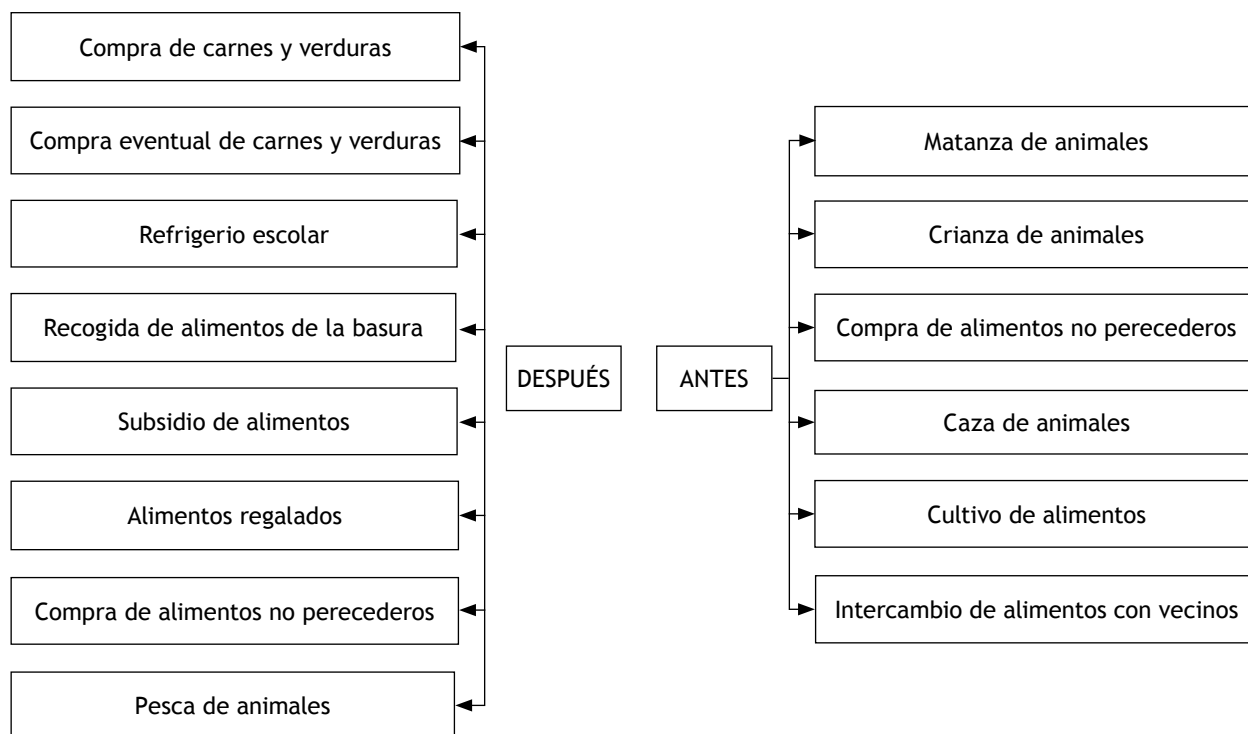 Compra de carnes y verduras
Compra eventual de carnes y verduras
Refrigerio escolar
Recogida de alimentos de la basura
Subsidio de alimentos
Alimentos regalados
Compra de alimentos no perecederos
Pesca de animales
DESPUÉS
ANTES
Matanza de animales
Crianza de animales
Compra de alimentos no perecederos
Caza de animales
Cultivo de alimentos
Intercambio de alimentos con vecinos